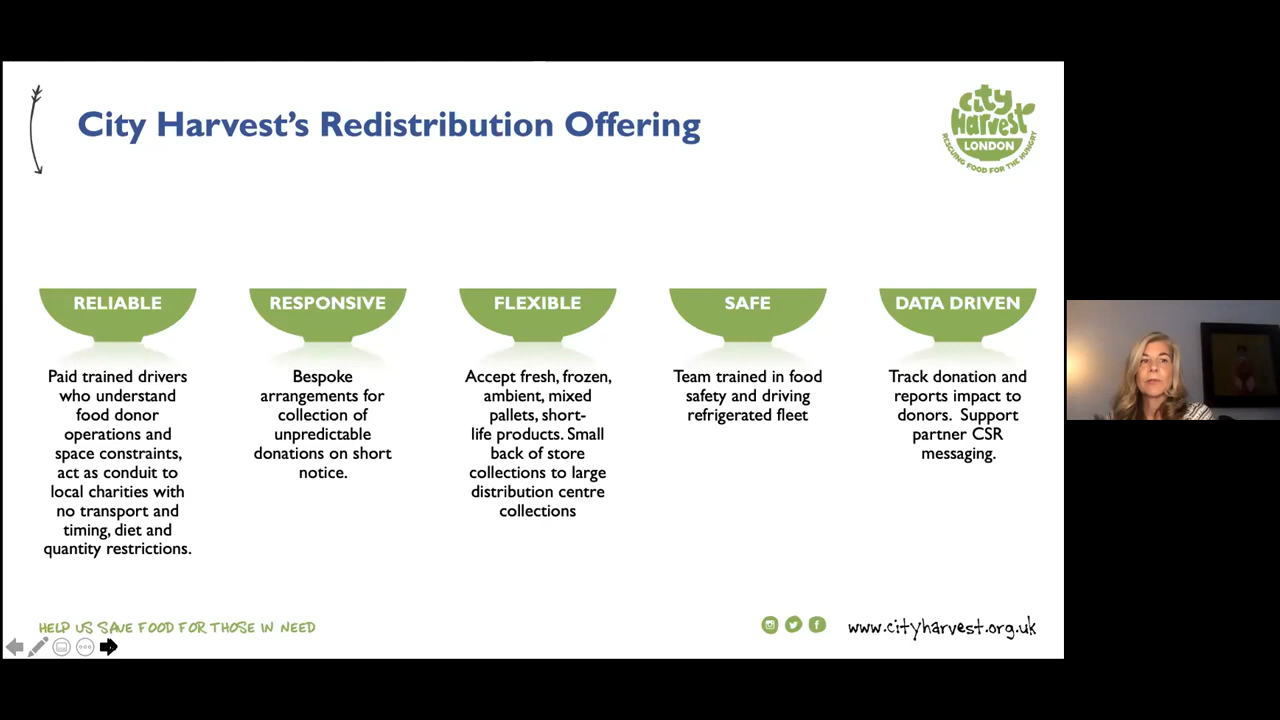 City Harvest's Redistribution Offering
city
Harvest
LONDON
RESCUING FOOD FOR THE HUNGRY
RELIABLE
Paid trained drivers
who understand
food donor
operations and
space constraints,
act as conduit to
local charities with
no transport and
timing, diet and
quantity restrictions.
RESPONSIVE
Bespoke
arrangements for
collection of
unpredictable
donations on short
notice.
FLEXIBLE
Accept fresh, frozen,
ambient, mixed
pallets, short-
life products. Small
back of store
collections to large
distribution centre
collections
SAFE
Team trained in food
safety and driving
refrigerated fleet
DATA DRIVEN
Track donation and
reports impact to
donors. Support
partner CSR
messaging.
HELP US SAVE FOOD FOR THOSE IN NEED
www.cityharvest.org.uk